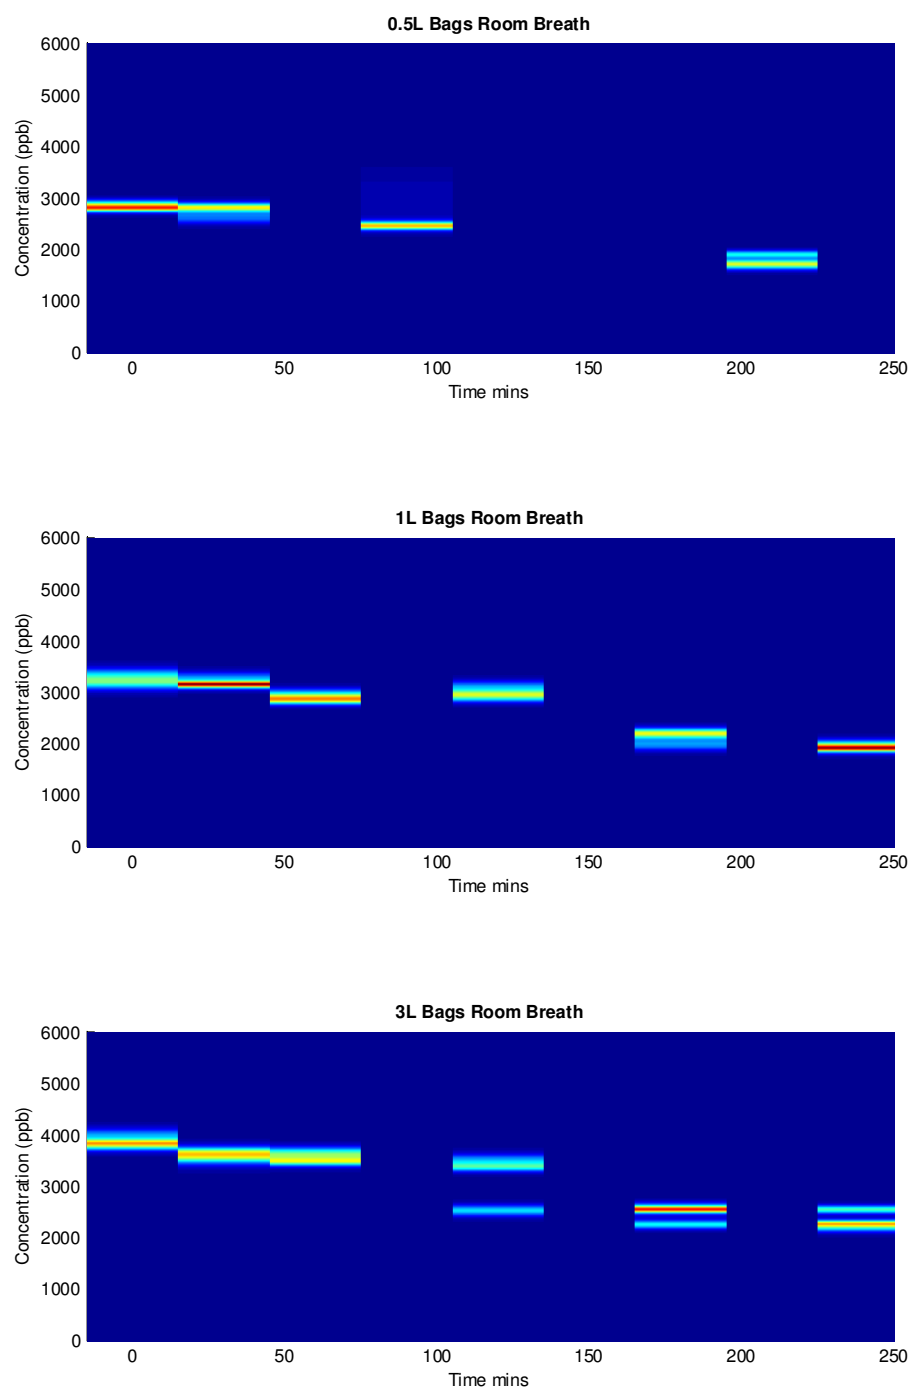 0.5L Bags Room Breath
6000
5000
4000
3000
2000
1000
0
Concentration (ppb)
0 50 100 150 200 250
Time mins
1L Bags Room Breath
6000
5000
4000
3000
2000
1000
0
Concentration (ppb)
0 50 100 150 200 250
Time mins
3L Bags Room Breath
6000
5000
4000
3000
2000
1000
0
Concentration (ppb)
0 50 100 150 200 250
Time mins